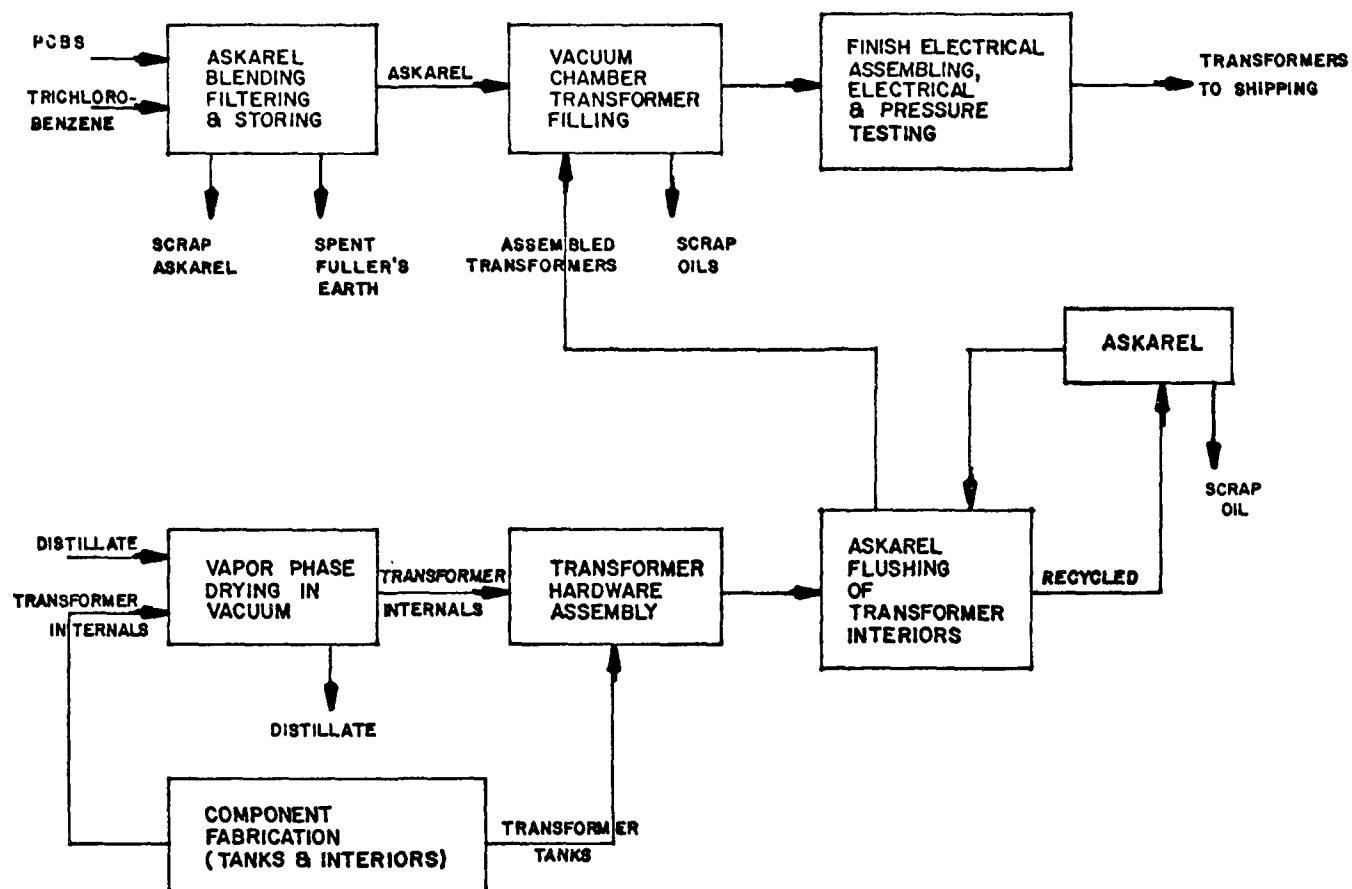 PCBS
TRICHLORO-
BENZENE
ASKAREL
BLENDING
FILTERING
& STORING
ASKAREL
VACUUM
CHAMBER
TRANSFORMER
FILLING
FINISH ELECTRICAL
ASSEMBLING,
ELECTRICAL
& PRESSURE
TESTING
TRANSFORMERS
TO SHIPPING
SCRAP
ASKAREL
SPENT
FULLER'S
EARTH
ASSEMBLED
TRANSFORMERS
SCRAP
OILS
ASKAREL
SCRAP
OIL
DISTILLATE
TRANSFORMER
INTERNALS
VAPOR PHASE
DRYING IN
VACUUM
TRANSFORMER
INTERNALS
TRANSFORMER
HARDWARE
ASSEMBLY
ASKAREL
FLUSHING
OF
TRANSFORMER
INTERIORS
RECYCLED
DISTILLATE
COMPONENT
FABRICATION
(TANKS & INTERIORS)
TRANSFORMER
TANKS